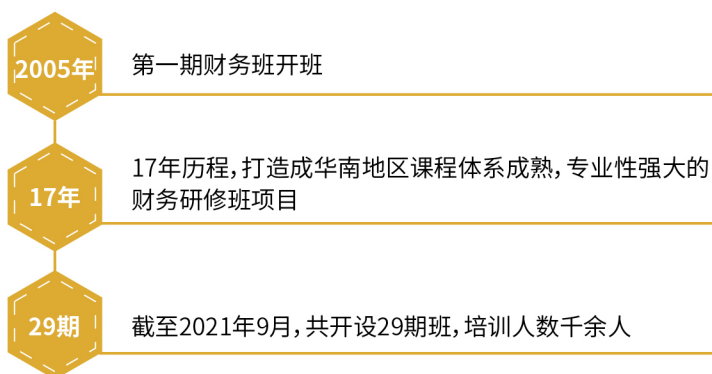 2005年
第一期财务班开班
17年
17年历程，打造成华南地区课程体系成熟，专业性强大的
财务研修班项目
29期
截至2021年9月，共开设29期班，培训人数千余人